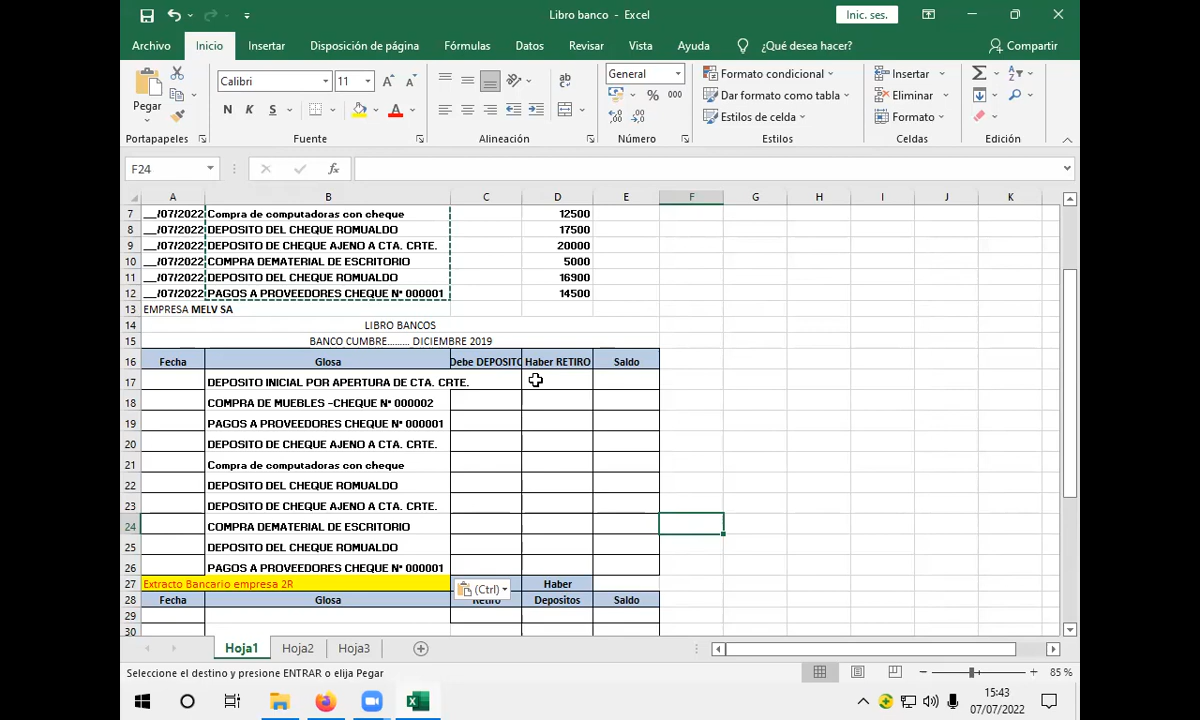 Libro banco - Excel
Inic. ses.
Archivo Inicio Insertar Disposición de página Fórmulas Datos Revisar Vista Ayuda ¿Qué desea hacer? Compartir
Pegar
Calibri 11
N K S
General
% 000
Formato condicional
Dar formato como tabla
Estilos de celda
Insertar
Eliminar
Formato
Portapapeles Fuente Alineación Número Estilos Celdas Edición
F24
fx
A B C D E F G H I J K
7 __/07/2022 Compra de computadoras con cheque 12500
8 __/07/2022 DEPOSITO DEL CHEQUE ROMUALDO 17500
9 __/07/2022 DEPOSITO DE CHEQUE AJENO A CTA. CRTE. 20000
10 __/07/2022 COMPRA DEMATERIAL DE ESCRITORIO 5000
11 __/07/2022 DEPOSITO DEL CHEQUE ROMUALDO 16900
12 __/07/2022 PAGOS A PROVEEDORES CHEQUE Nº 000001 14500
13 EMPRESA MELV SA
14 LIBRO BANCOS
15 BANCO CUMBRE......... DICIEMBRE 2019
16 Fecha Glosa Debe DEPOSITO Haber RETIRO Saldo
17 DEPOSITO INICIAL POR APERTURA DE CTA. CRTE.
18 COMPRA DE MUEBLES -CHEQUE Nº 000002
19 PAGOS A PROVEEDORES CHEQUE Nº 000001
20 DEPOSITO DE CHEQUE AJENO A CTA. CRTE.
21 Compra de computadoras con cheque
22 DEPOSITO DEL CHEQUE ROMUALDO
23 DEPOSITO DE CHEQUE AJENO A CTA. CRTE.
24 COMPRA DEMATERIAL DE ESCRITORIO
25 DEPOSITO DEL CHEQUE ROMUALDO
26 PAGOS A PROVEEDORES CHEQUE Nº 000001
27 Extracto Bancario empresa 2R (Ctrl) Haber
28 Fecha Glosa Retiro Depositos Saldo
29
30
Hoja1 Hoja2 Hoja3
Seleccione el destino y presione ENTRAR o elija Pegar
85 %
15:43
07/07/2022